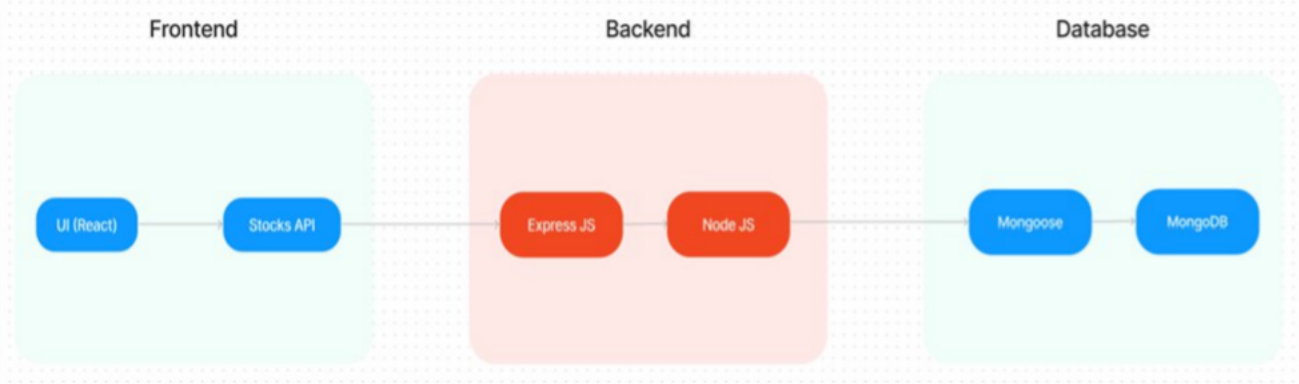 Frontend
Backend
Database
UI (React)
Stocks API
Express JS
Node JS
Mongoose
MongoDB